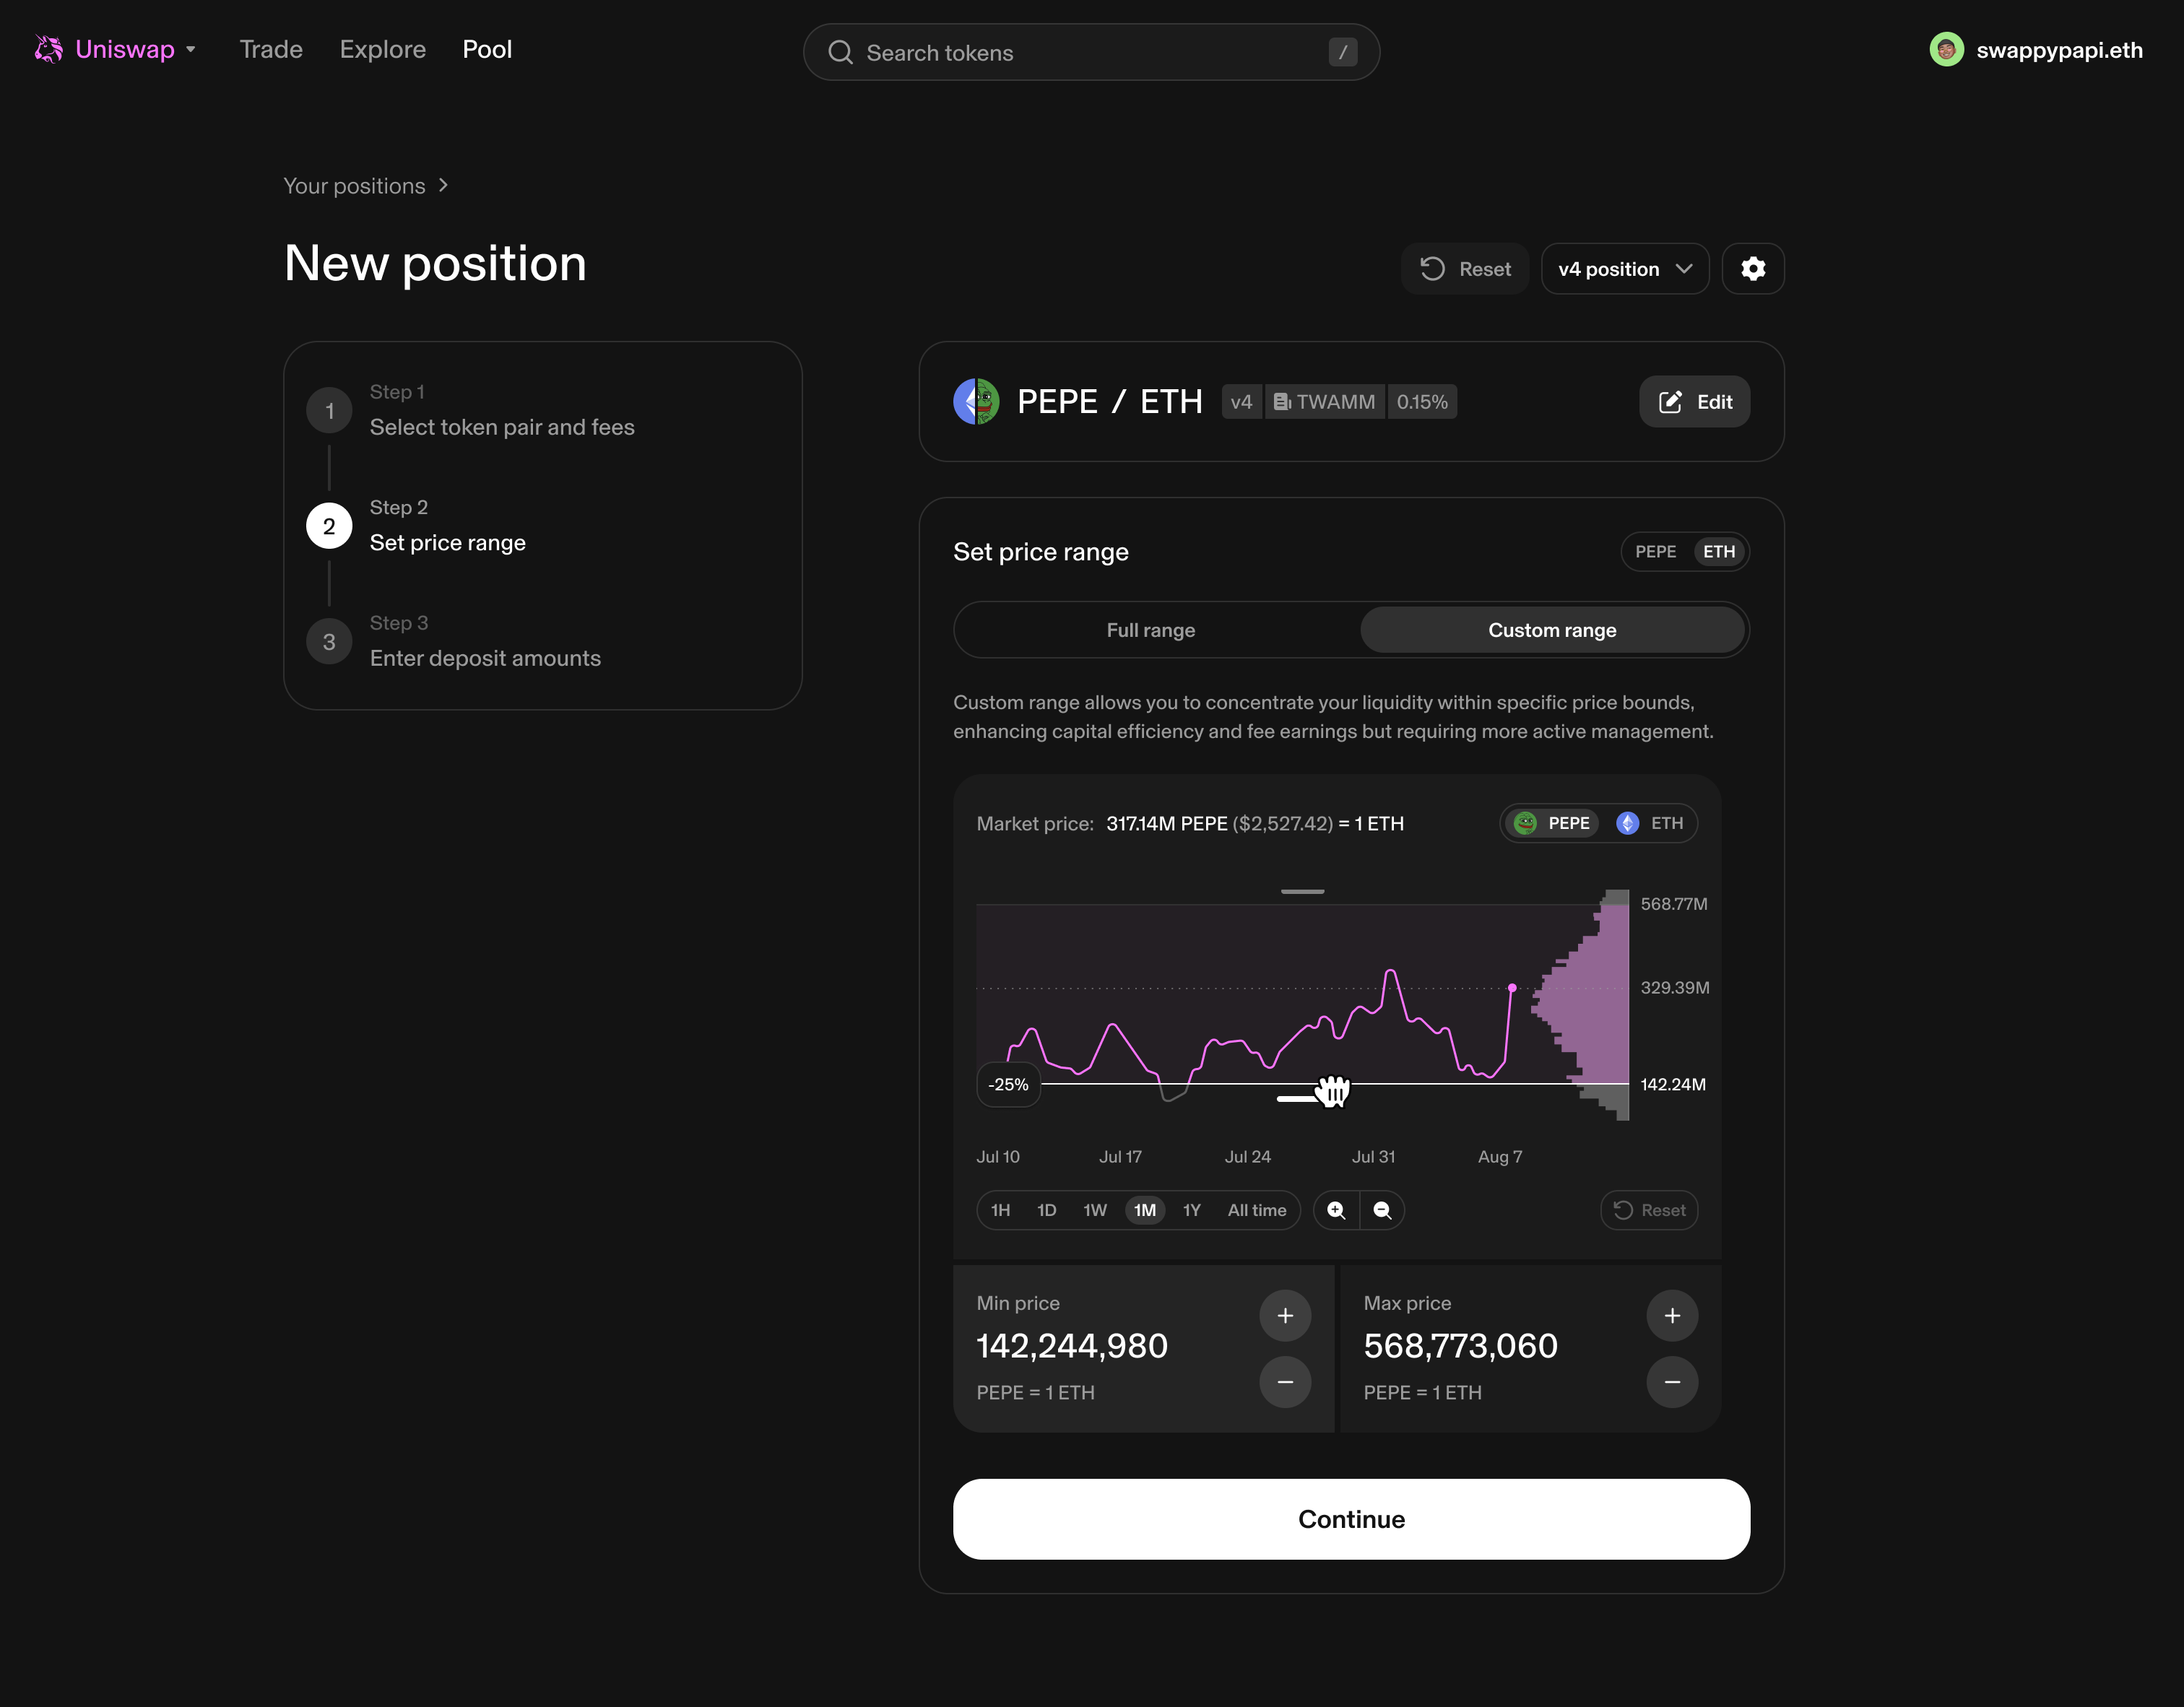 Uniswap
Trade
Explore
Pool
Search tokens
/
swappypapi.eth
Your positions
New position
Reset
v4 position
1
Step 1
Select token pair and fees
2
Step 2
Set price range
3
Step 3
Enter deposit amounts
PEPE / ETH
v4
TWAMM
0.15%
Edit
Set price range
PEPE
ETH
Full range
Custom range
Custom range allows you to concentrate your liquidity within specific price bounds,
enhancing capital efficiency and fee earnings but requiring more active management.
Market price: 317.14M PEPE ($2,527.42) = 1 ETH
PEPE
ETH
568.77M
329.39M
-25%
142.24M
Jul 10
Jul 17
Jul 24
Jul 31
Aug 7
1H
1D
1W
1M
1Y
All time
Reset
Min price
142,244,980
PEPE = 1 ETH
Max price
568,773,060
PEPE = 1 ETH
Continue